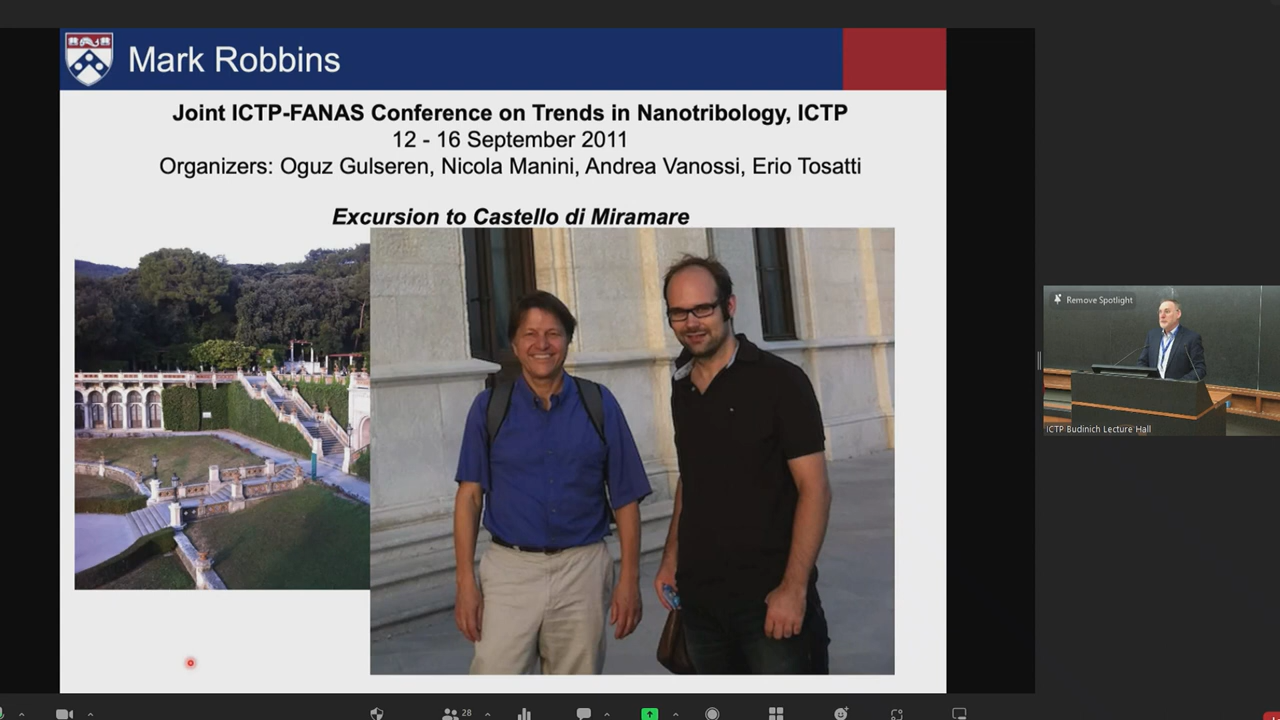 Mark Robbins
Joint ICTP-FANAS Conference on Trends in Nanotribology, ICTP
12 - 16 September 2011
Organizers: Oguz Gulseren, Nicola Manini, Andrea Vanossi, Erio Tosatti
Excursion to Castello di Miramare
Remove Spotlight
ICTP Budinich Lecture Hall
28